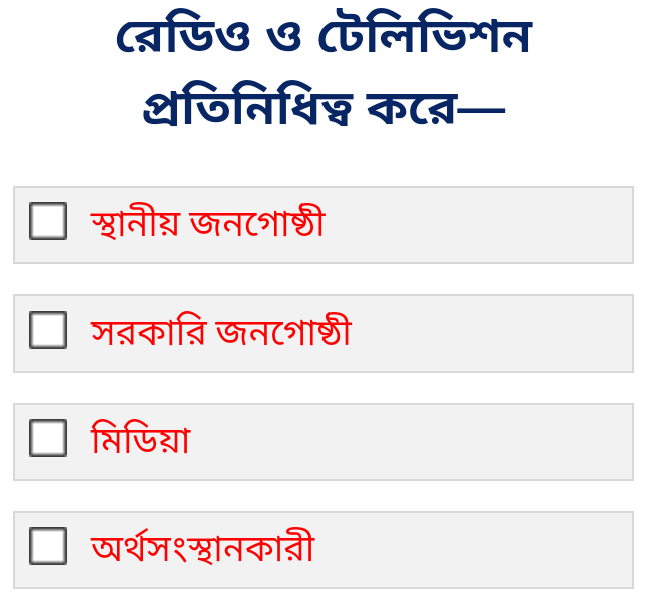 রেডিও ও টেলিভিশন
প্রতিনিধিত্ব করে—
স্থানীয় জনগোষ্ঠী
সরকারি জনগোষ্ঠী
মিডিয়া
অর্থসংস্থানকারী